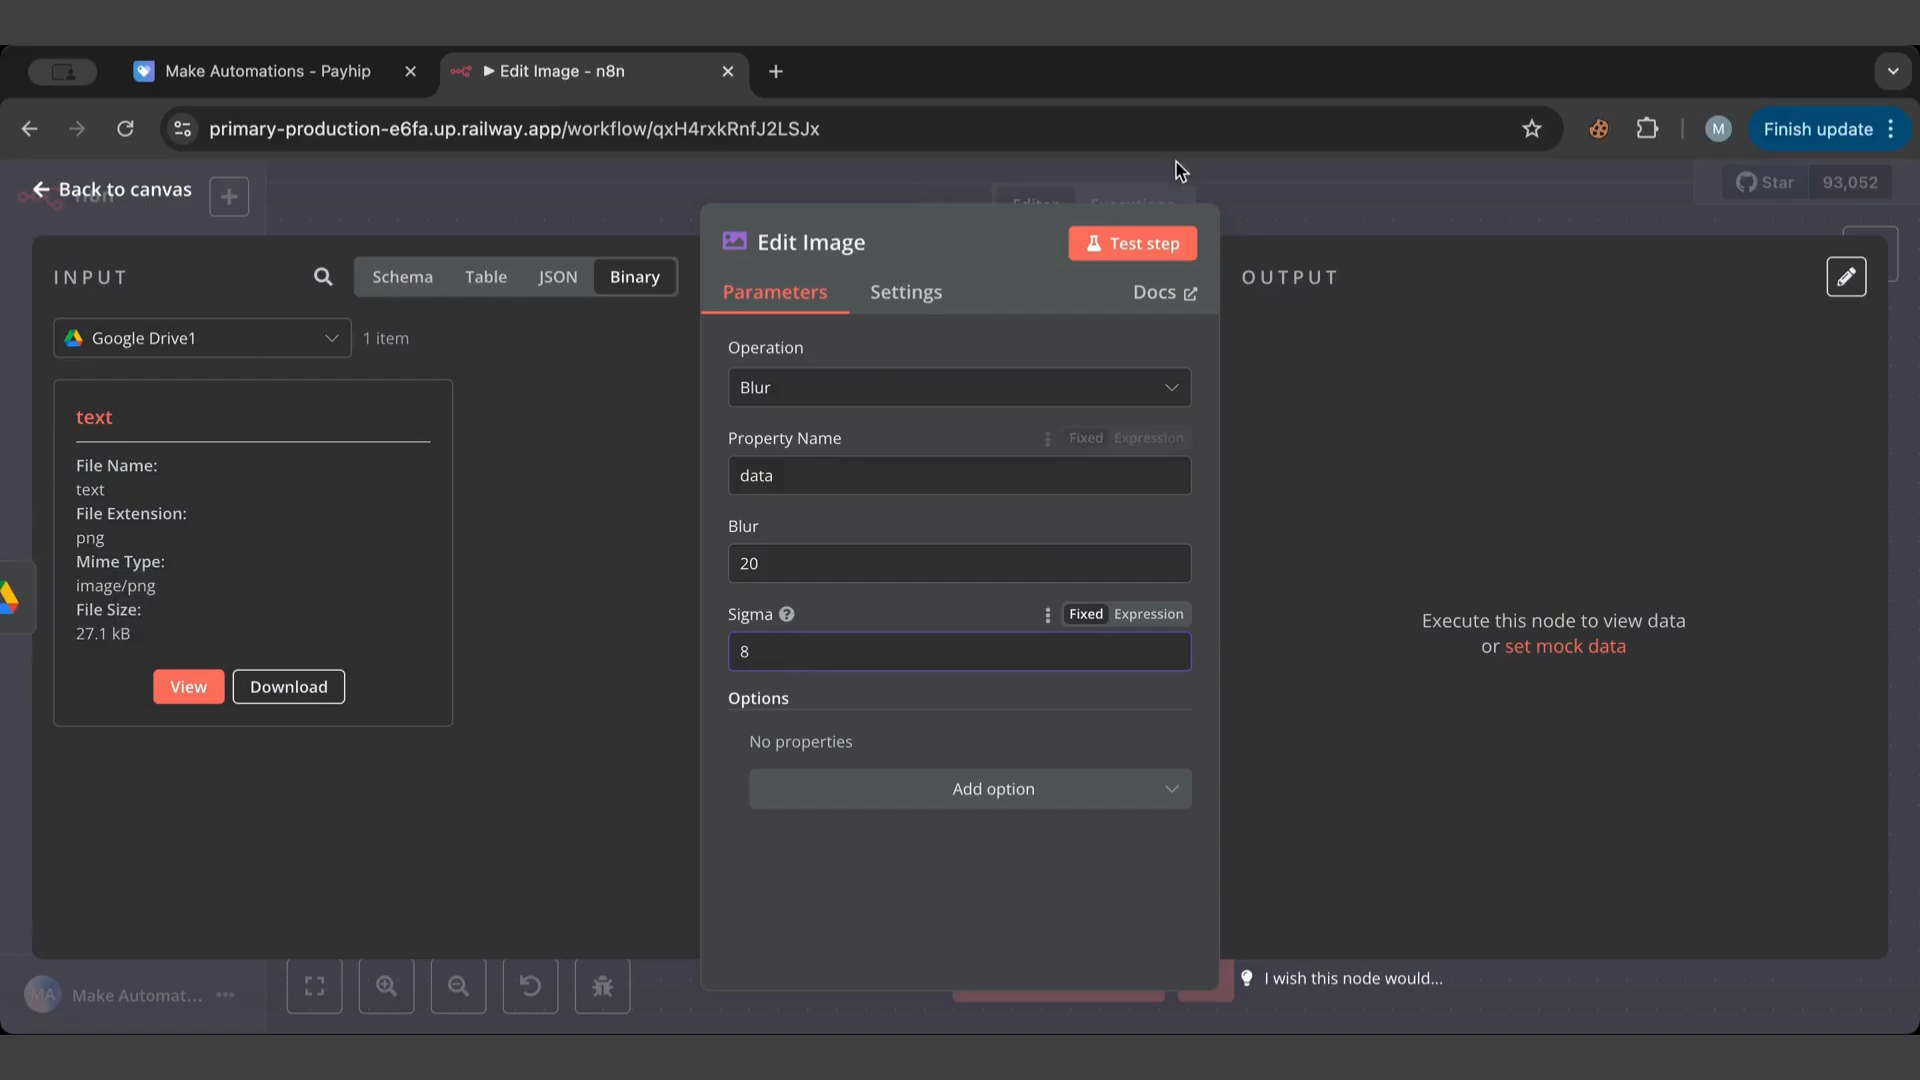 Make Automations - Payhip
Edit Image - n8n
primary-production-e6fa.up.railway.app/workflow/qxH4rxkRnfJ2LSJx
M
Finish update
Back to canvas
n8n
Editor
Executions
Star
93,052
INPUT
Schema
Table
JSON
Binary
Google Drive1
1 item
text
File Name:
text
File Extension:
png
Mime Type:
image/png
File Size:
27.1 kB
View
Download
Edit Image
Test step
Parameters
Settings
Docs
Operation
Blur
Property Name
Fixed
Expression
data
Blur
20
Sigma
Fixed
Expression
8
Options
No properties
Add option
OUTPUT
Execute this node to view data
or set mock data
MA
Make Automat...
I wish this node would...